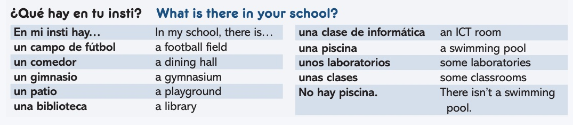 ¿Qué hay en tu insti? What is there in your school?
En mi insti hay... In my school, there is...
un campo de fútbol a football field
un comedor a dining hall
un gimnasio a gymnasium
un patio a playground
una biblioteca a library
una clase de informática an ICT room
una piscina a swimming pool
unos laboratorios some laboratories
unas clases some classrooms
No hay piscina. There isn't a swimming
pool.